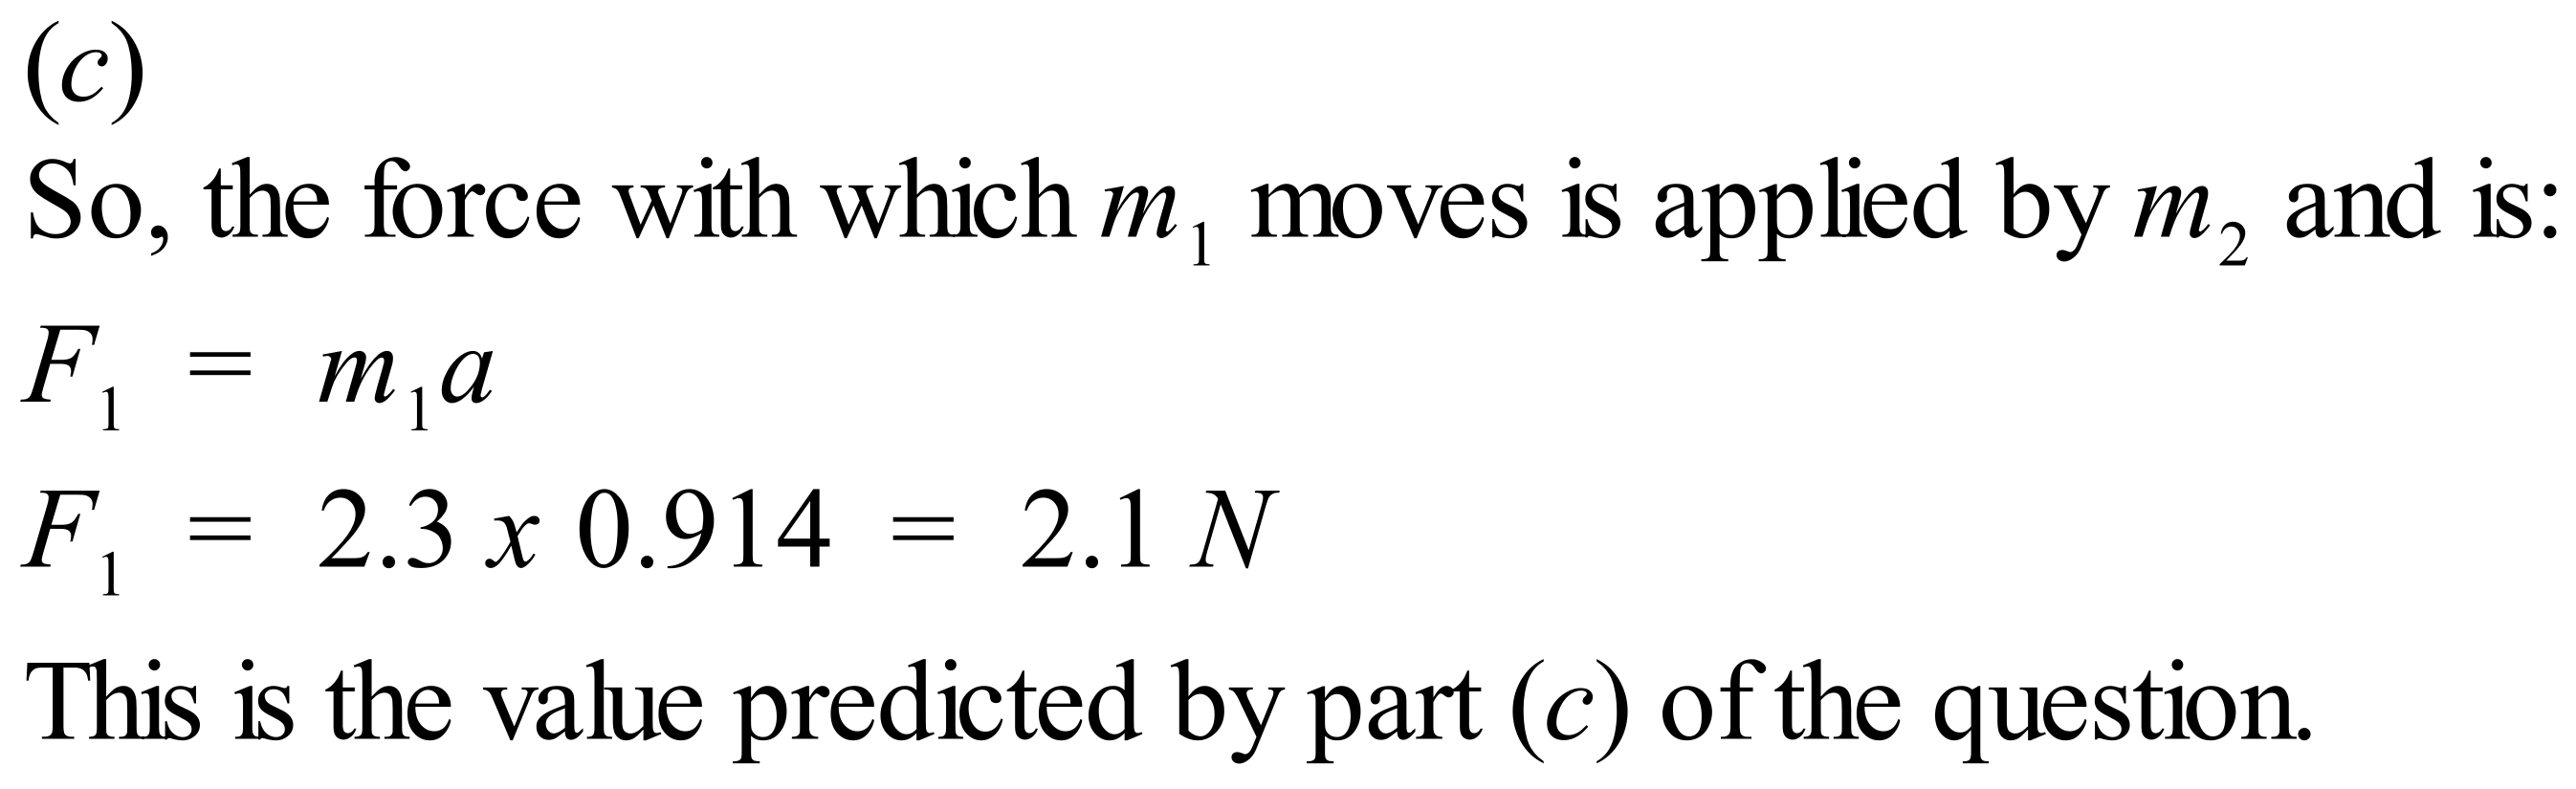 (c)
So, the force with which m₁ moves is applied by m₂ and is:
F₁ = m₁a
F₁ = 2.3 x 0.914 = 2.1 N
This is the value predicted by part (c) of the question.